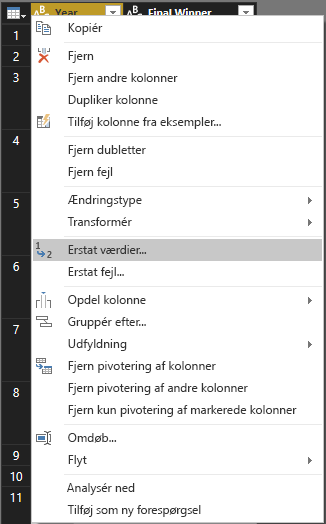 Year Final Winner
1
2
3
4
5
6
7
8
9
10
11
Kopiér
Fjern
Fjern andre kolonner
Dupliker kolonne
Tilføj kolonne fra eksempler...
Fjern dubletter
Fjern fejl
Ændringstype
Transformér
Erstat værdier...
Erstat fejl...
Opdel kolonne
Gruppér efter...
Udfyldning
Fjern pivotering af kolonner
Fjern pivotering af andre kolonner
Fjern kun pivotering af markerede kolonner
Omdøb...
Flyt
Analysér ned
Tilføj som ny forespørgsel